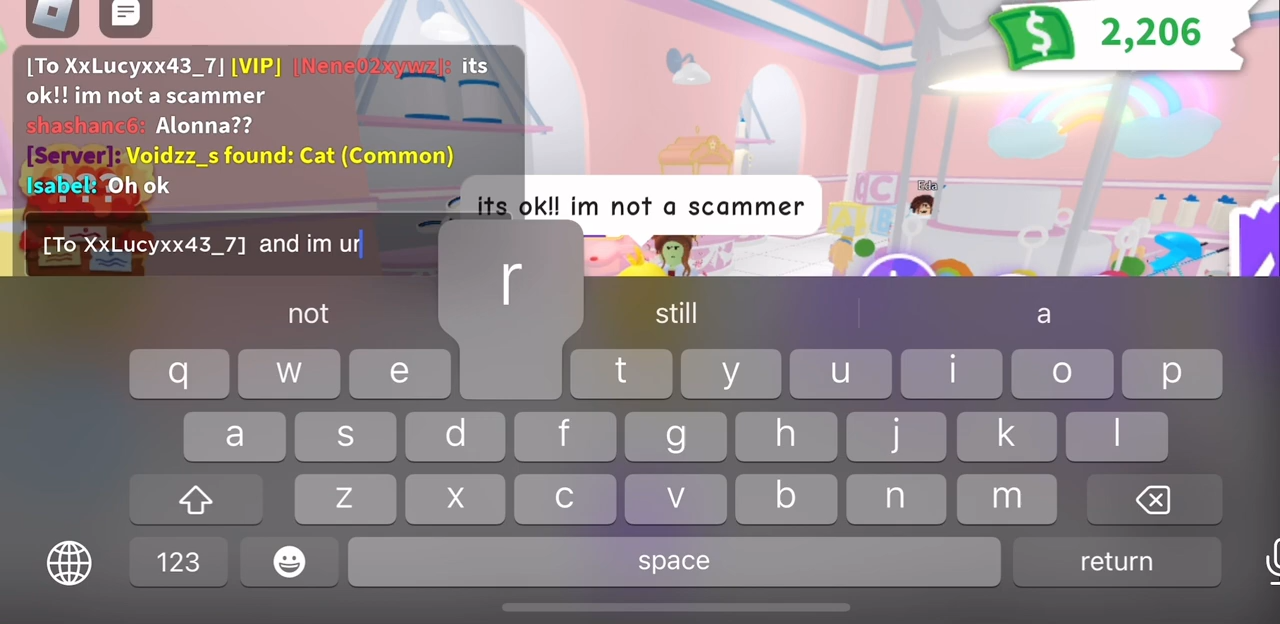 2,206
[To XxLucyxx43_7] [VIP] [Nene02xywz]: its
ok!! im not a scammer
shashanc6: Alonna??
[Server]: Voidzz_s found: Cat (Common)
Isabel: Oh ok
???
its ok!! im not a scammer
Eda
[To XxLucyxx43_7] and im ur
r
not still a
q w e t y u i o p
a s d f g h j k l
z x c v b n m
123 space return